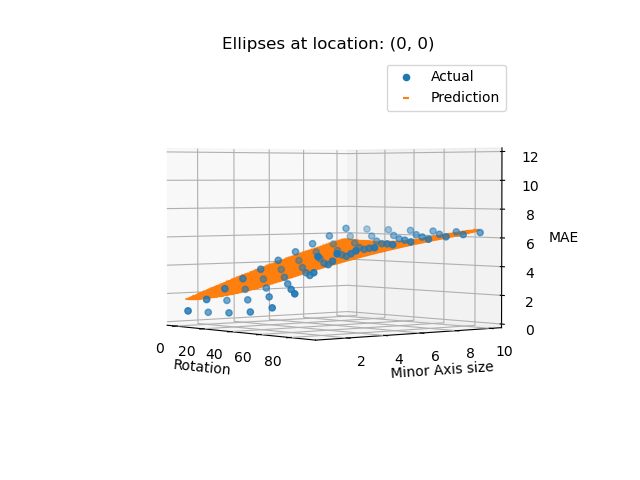 Ellipses at location: (0, 0)
Actual
Prediction
12
10
8
6
4
2
0
MAE
0
20
40
60
80
Rotation
2
4
6
8
10
Minor Axis size